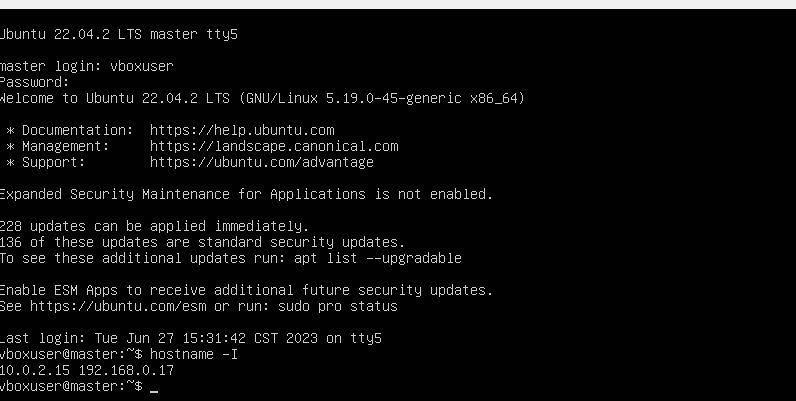 Ubuntu 22.04.2 LTS master tty5
master login: vboxuser
Password:
Welcome to Ubuntu 22.04.2 LTS (GNU/Linux 5.19.0-45-generic x86_64)
* Documentation:  https://help.ubuntu.com
* Management:     https://landscape.canonical.com
* Support:        https://ubuntu.com/advantage
Expanded Security Maintenance for Applications is not enabled.
228 updates can be applied immediately.
136 of these updates are standard security updates.
To see these additional updates run: apt list --upgradable
Enable ESM Apps to receive additional future security updates.
See https://ubuntu.com/esm or run: sudo pro status
Last login: Tue Jun 27 15:31:42 CST 2023 on tty5
vboxuser@master:~$ hostname -I
10.0.2.15 192.168.0.17
vboxuser@master:~$ _